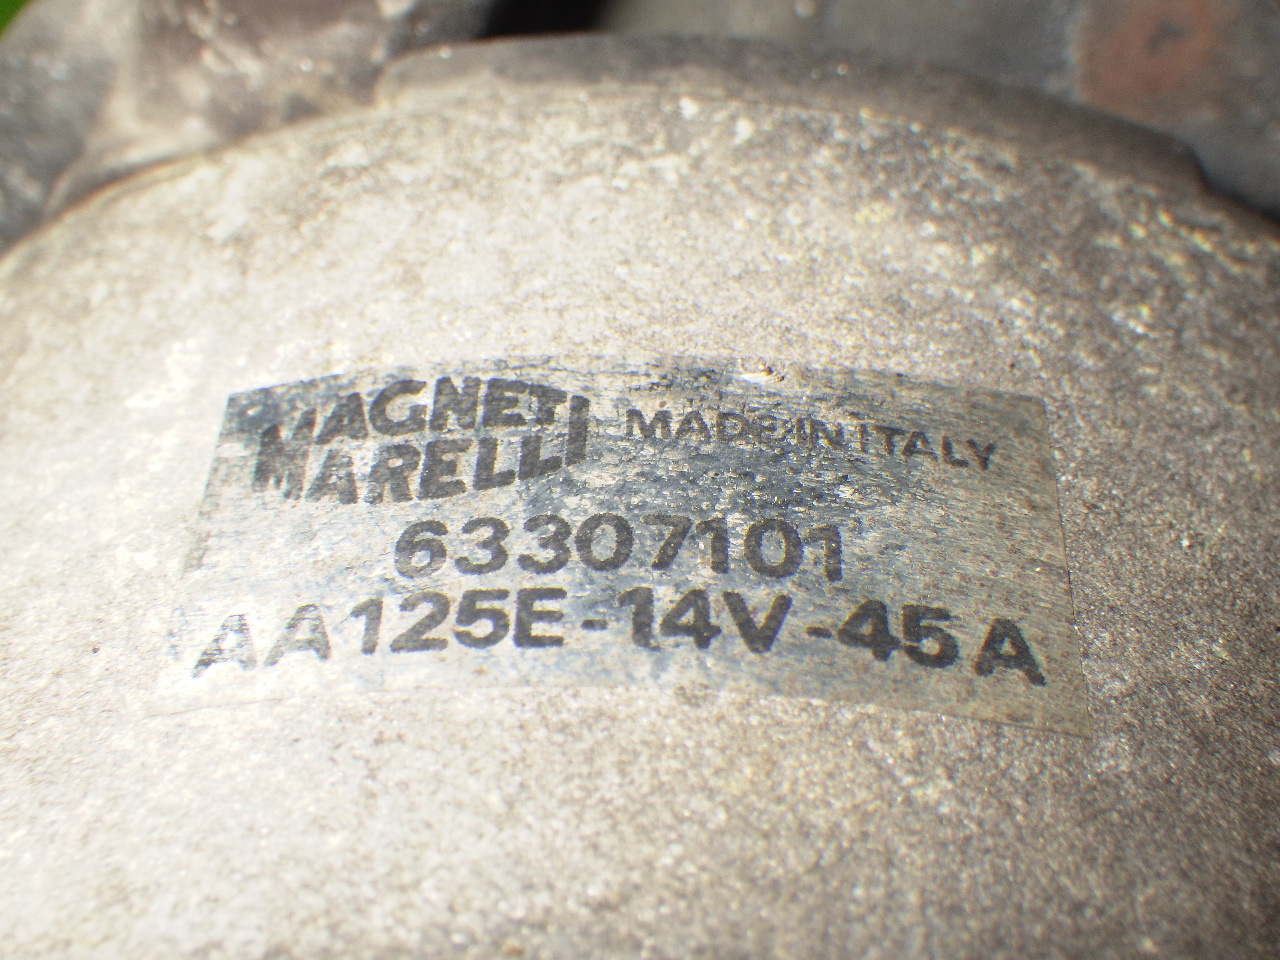 MAGNETI MARELLI MADE IN ITALY
63307101
AA125E-14V-45A